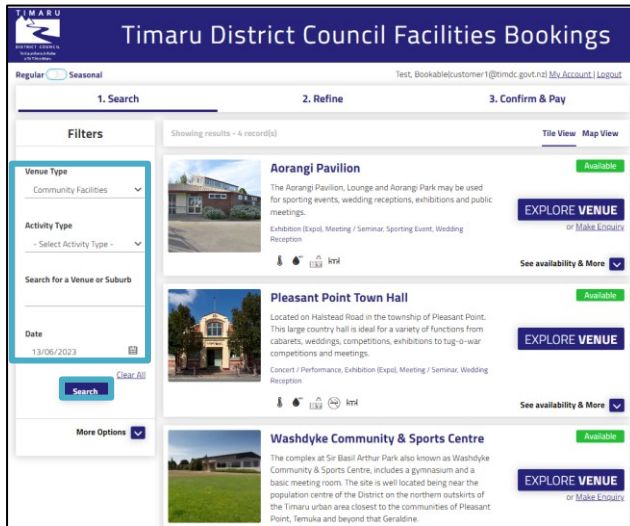 TIMARU
DISTRICT COUNCIL
Timaru District Council Facilities Bookings
Regular Seasonal
Test, Bookable(customer1@timdc.govt.nz) My Account | Logout
1. Search
2. Refine
3. Confirm & Pay
Filters
Showing results - 4 record(s)
Tile View Map View
Venue Type
Community Facilities
Activity Type
- Select Activity Type -
Search for a Venue or Suburb
Date
13/06/2023
Clear All
Search
More Options
Aorangi Pavilion
Available
The Aorangi Pavilion, Lounge and Aorangi Park may be used
for sporting events, wedding receptions, exhibitions and public
meetings.
Exhibition (Expo), Meeting / Seminar, Sporting Event, Wedding
Reception
EXPLORE VENUE
or Make Enquiry
See availability & More
Pleasant Point Town Hall
Available
Located on Halstead Road in the township of Pleasant Point.
This large country hall is ideal for a variety of functions from
cabarets, weddings, competitions, exhibitions to tug-o-war
competitions and meetings.
Concert / Performance, Exhibition (Expo), Meeting / Seminar, Wedding
Reception
EXPLORE VENUE
See availability & More
Washdyke Community & Sports Centre
Available
The complex at Sir Basil Arthur Park also known as Washdyke
Community & Sports Centre, includes a gymnasium and a
basic meeting room. The site is well located being near the
population centre of the District on the northern outskirts of
the Timaru urban area closest to the communities of Pleasant
Point, Temuka and beyond that Geraldine.
EXPLORE VENUE
or Make Enquiry